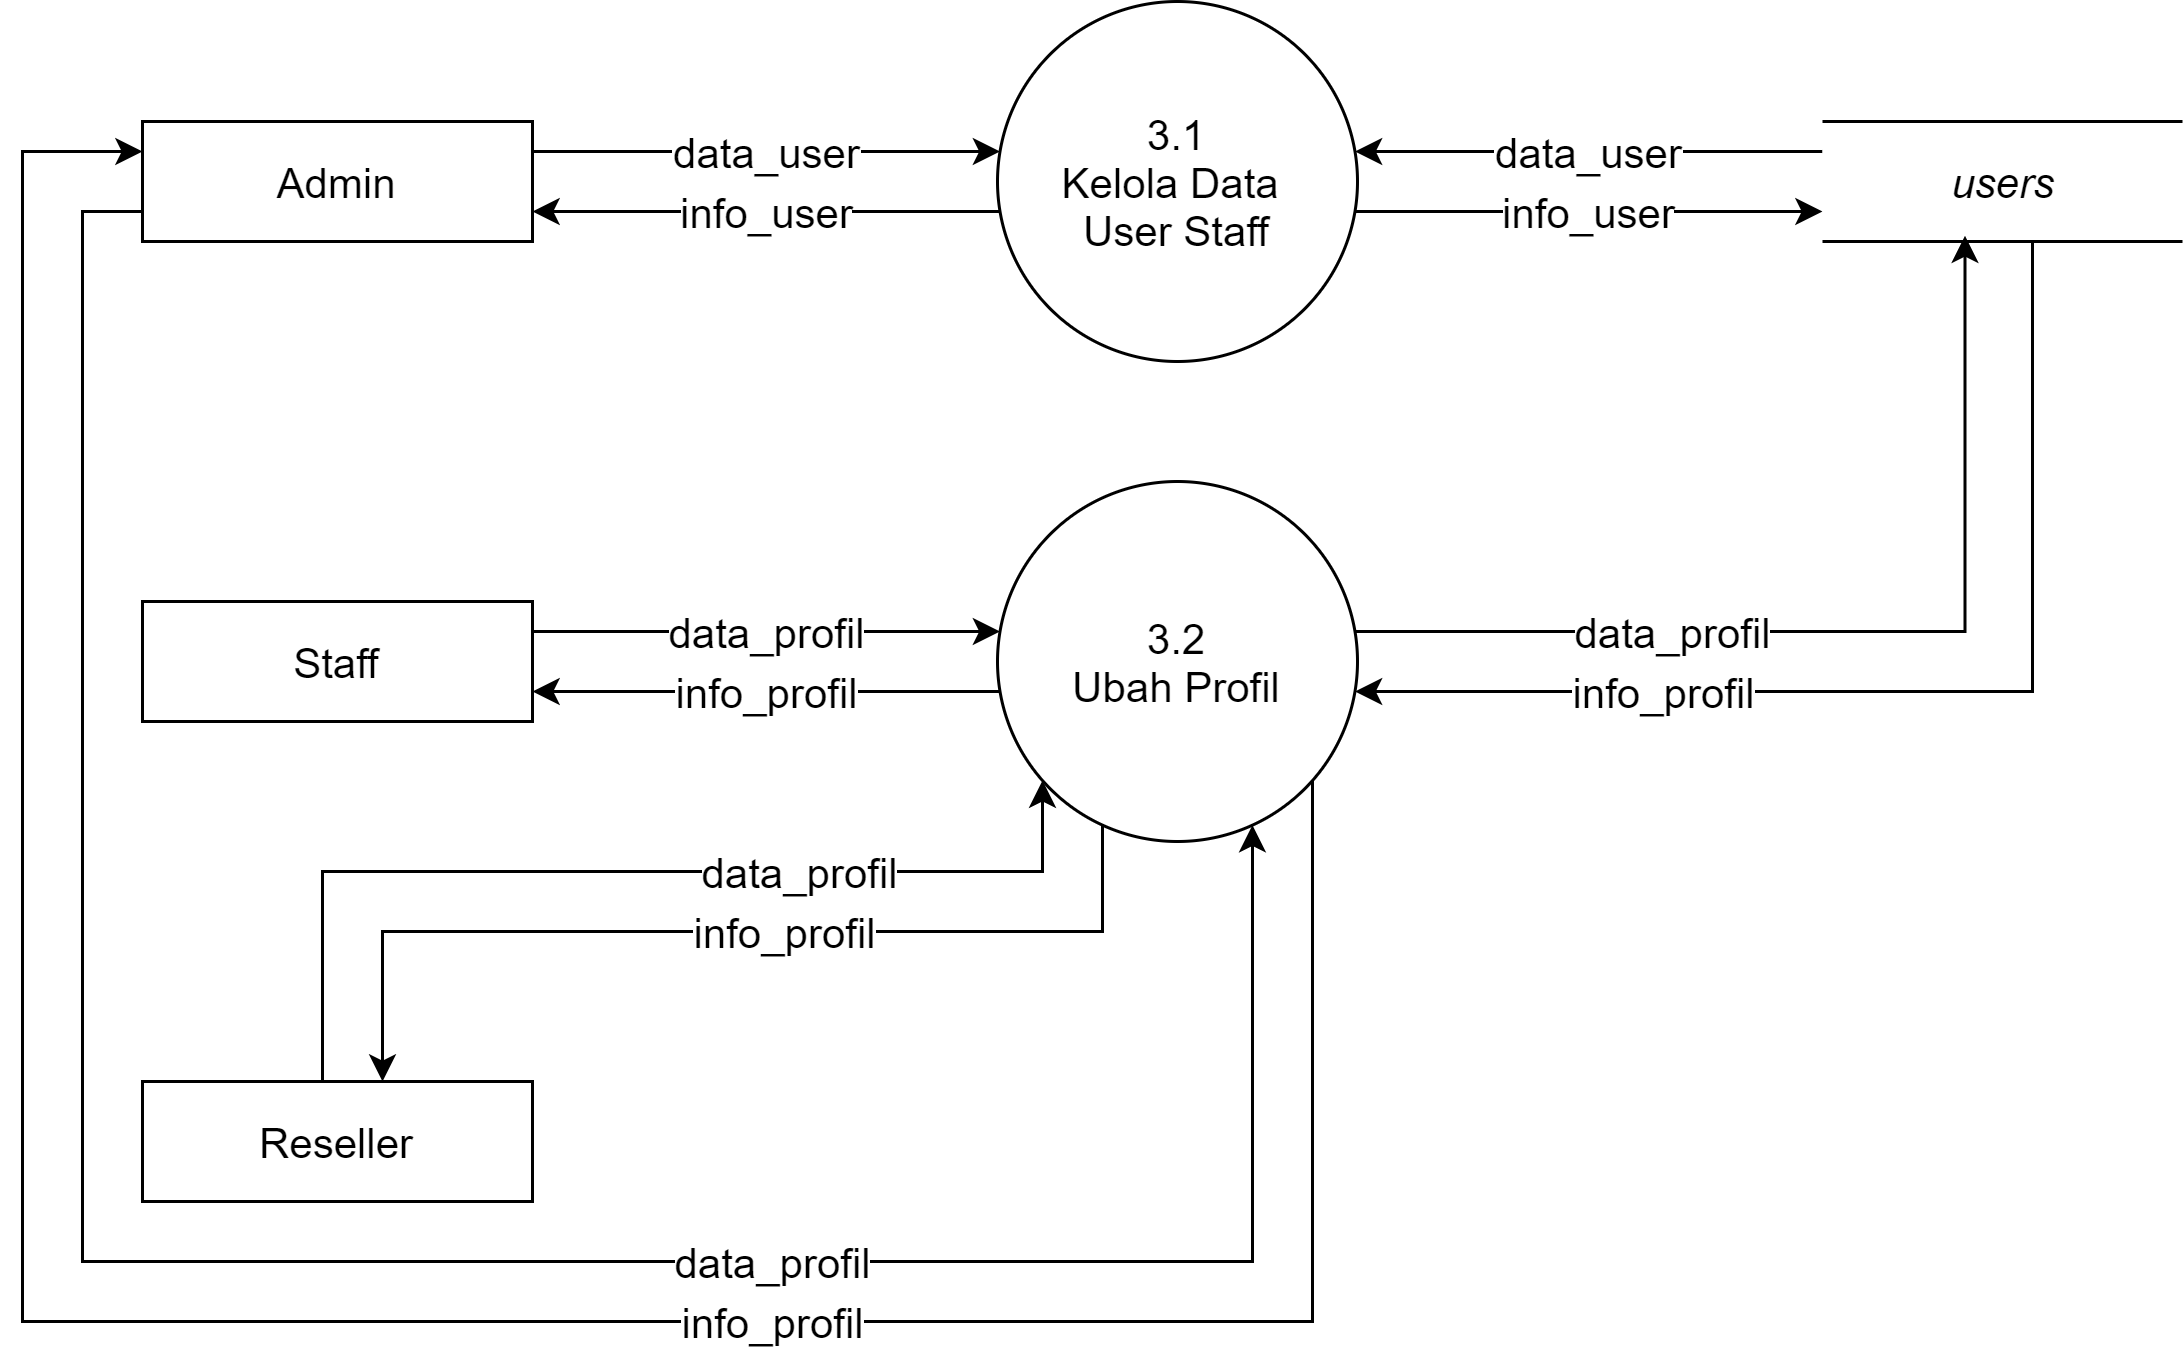 3.1
Kelola Data
User Staff
Admin
data_user
info_user
data_user
info_user
users
Staff
data_profil
info_profil
3.2
Ubah Profil
data_profil
info_profil
data_profil
info_profil
Reseller
data_profil
info_profil